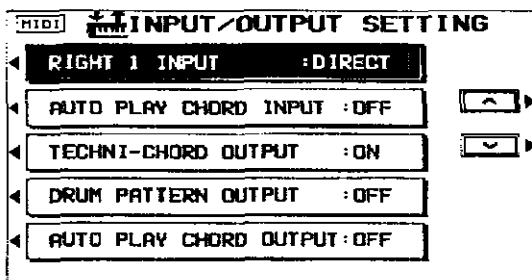 MIDI INPUT/OUTPUT SETTING
RIGHT 1 INPUT :DIRECT
AUTO PLAY CHORD INPUT :OFF
TECHNI-CHORD OUTPUT :ON
DRUM PATTERN OUTPUT :OFF
AUTO PLAY CHORD OUTPUT:OFF